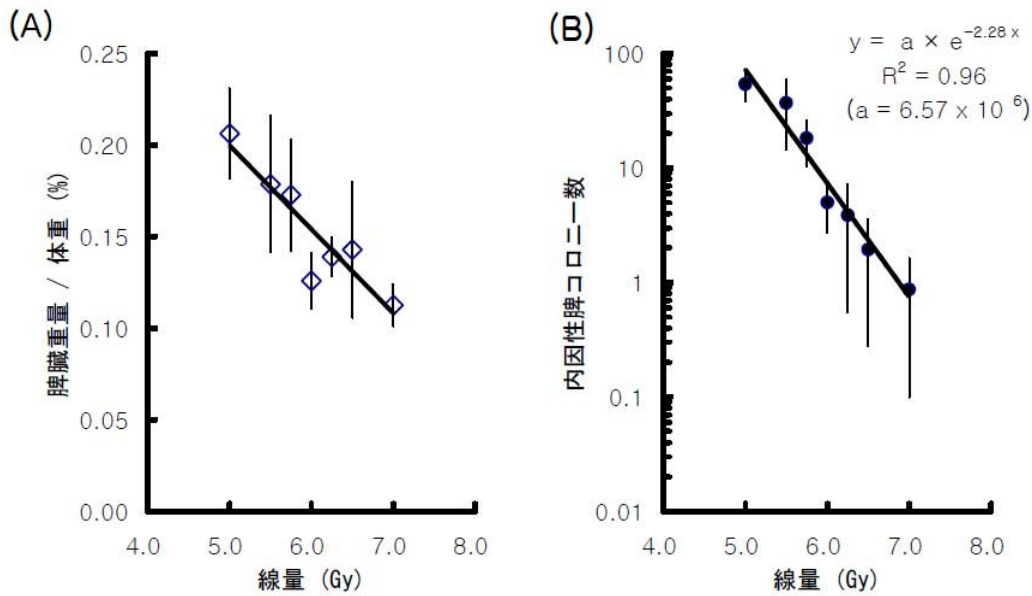 (A)
脾臓重量 / 体重 (%)
0.25
0.20
0.15
0.10
0.05
0.00
4.0 5.0 6.0 7.0 8.0
線量 (Gy)
(B)
y = a × e^-2.28 x
R² = 0.96
(a = 6.57 x 10 ⁶)
内因性脾コロニー数
100
10
1
0.1
0.01
4.0 5.0 6.0 7.0 8.0
線量 (Gy)